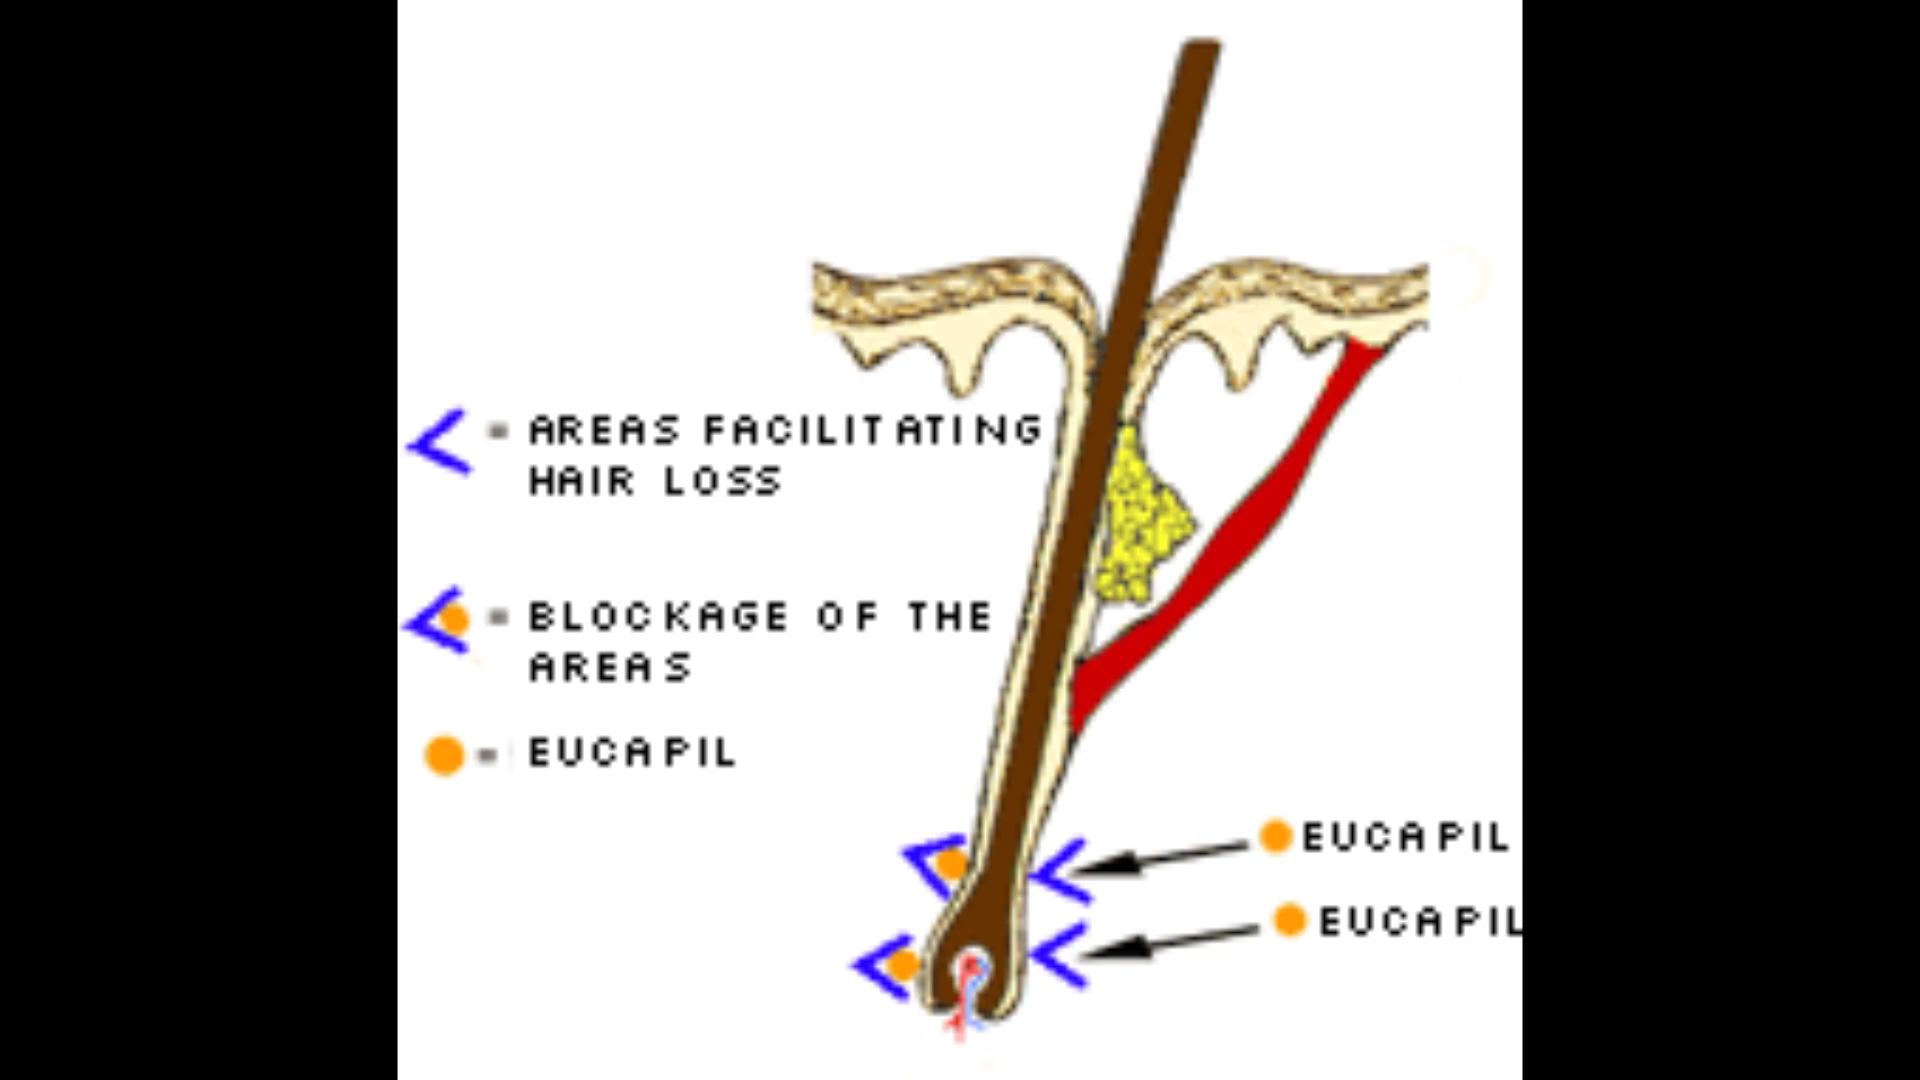 = AREAS FACILITATING
HAIR LOSS
= BLOCKAGE OF THE
AREAS
= EUCAPIL
EUCAPIL
EUCAPIL